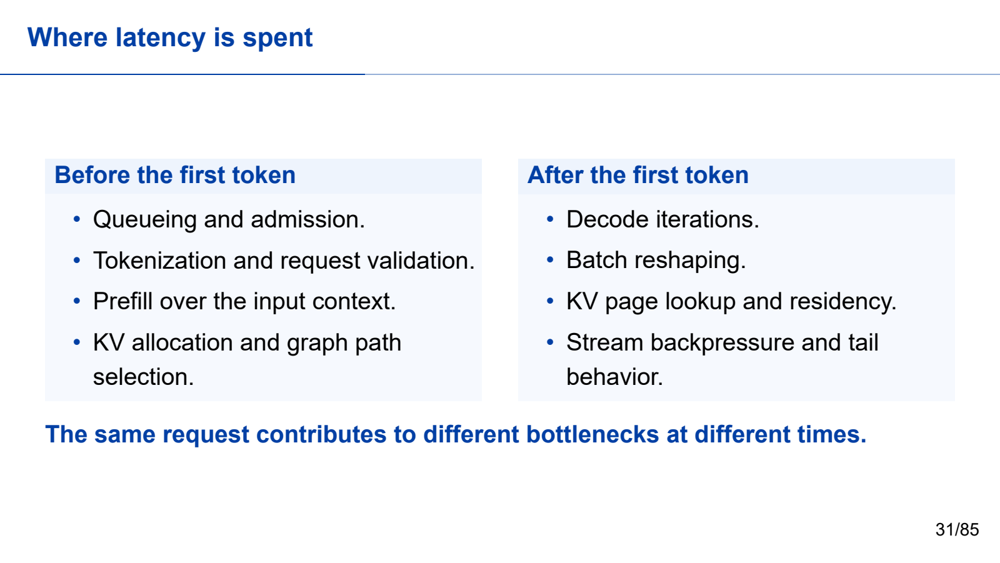 Where latency is spent
Before the first token
• Queueing and admission.
• Tokenization and request validation.
• Prefill over the input context.
• KV allocation and graph path
selection.
After the first token
• Decode iterations.
• Batch reshaping.
• KV page lookup and residency.
• Stream backpressure and tail
behavior.
The same request contributes to different bottlenecks at different times.
31/85